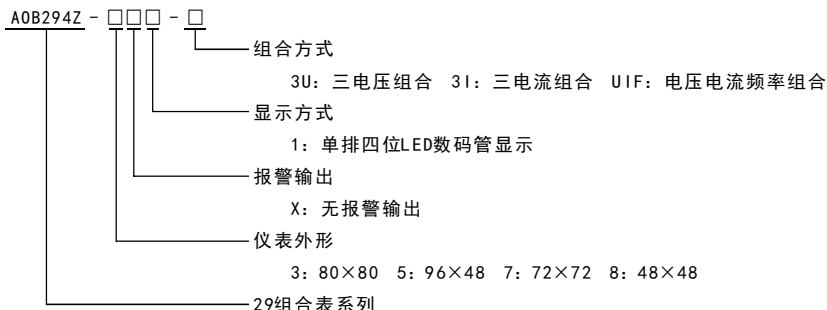 AOB294Z - □□□ - □
组合方式
3U: 三电压组合 3I: 三电流组合 UIF: 电压电流频率组合
显示方式
1: 单排四位LED数码管显示
报警输出
X: 无报警输出
仪表外形
3: 80×80 5: 96×48 7: 72×72 8: 48×48
29组合表系列